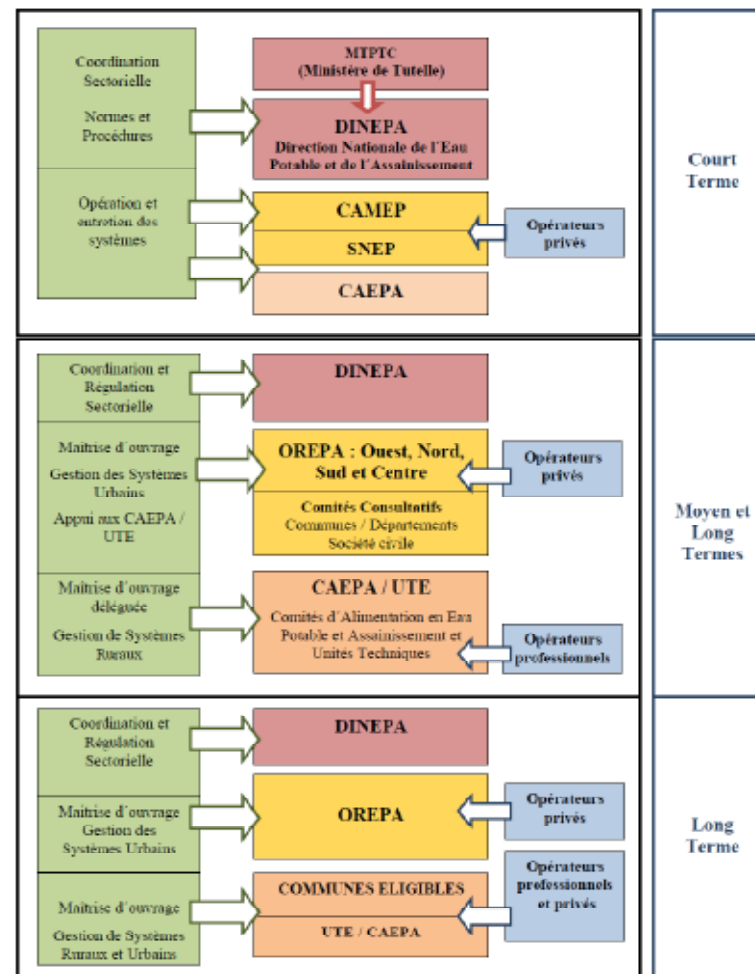 Coordination
Sectorielle
Normes et
Procédures
Opération et
entretien des
systèmes
MTPTC
(Ministère de Tutelle)
DINEPA
Direction Nationale de l'Eau
Potable et de l'Assainissement
CAMEP
SNEP
CAEPA
Opérateurs
privés
Court
Terme
Coordination et
Régulation
Sectorielle
Maîtrise d'ouvrage
Gestion des Systèmes
Urbains
Appui aux CAEPA /
UTE
Maîtrise d'ouvrage
déléguée
Gestion de Systèmes
Ruraux
DINEPA
OREPA : Ouest, Nord,
Sud et Centre
Comités Consultatifs
Communes / Départements
Société civile
CAEPA / UTE
Comités d'Alimentation en Eau
Potable et Assainissement et
Unités Techniques
Opérateurs
privés
Opérateurs
professionnels
Moyen et
Long
Termes
Coordination et
Régulation
Sectorielle
Maîtrise d'ouvrage
Gestion des
Systèmes Urbains
Maîtrise d'ouvrage
Gestion de Systèmes
Ruraux et Urbains
DINEPA
OREPA
COMMUNES ELIGIBLES
UTE / CAEPA
Opérateurs
privés
Opérateurs
professionnels
et privés
Long
Terme